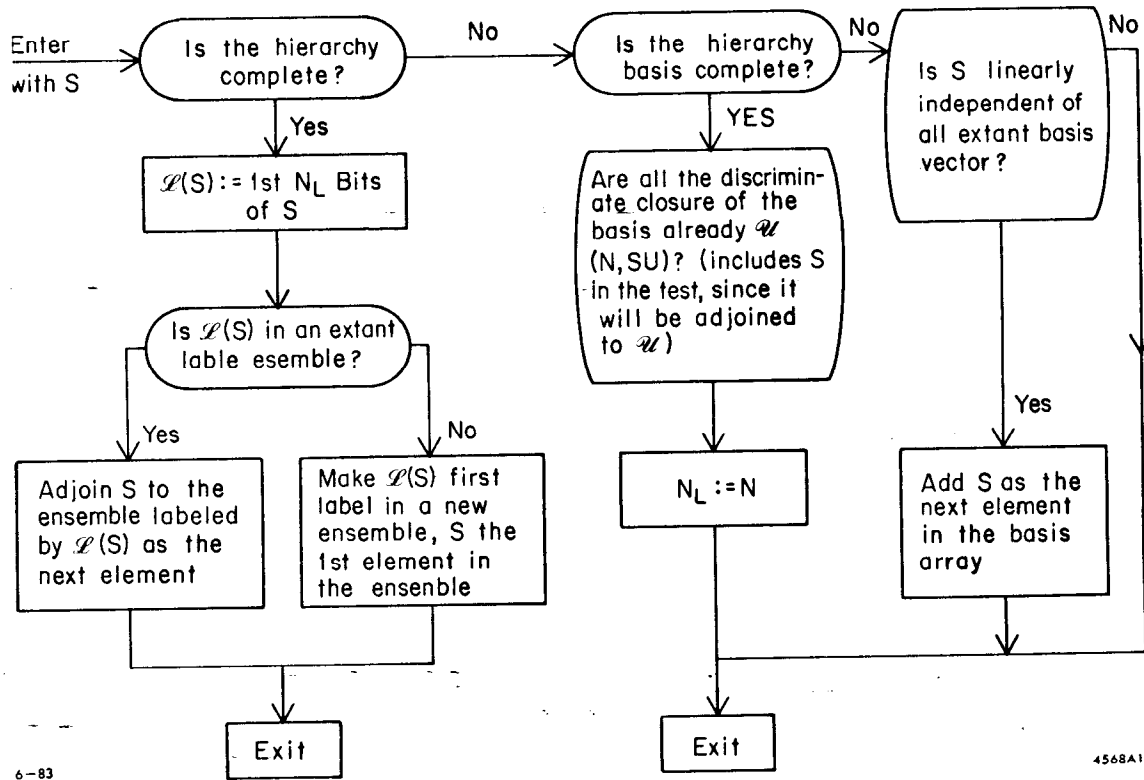 Enter
with S
Is the hierarchy
complete?
No
Is the hierarchy
basis complete?
No
Is S linearly
independent of
all extant basis
vector?
No
Yes
ℒ(S):=1st N_L Bits
of S
YES
Are all the discrimin-
ate closure of the
basis already 𝒰
(N,SU)? (includes S
in the test, since it
will be adjoined
to 𝒰)
Is ℒ(S) in an extant
lable esemble?
Yes
No
Yes
Adjoin S to the
ensemble labeled
by ℒ(S) as the
next element
Make ℒ(S) first
label in a new
ensemble, S the
1st element in
the ensenble
N_L :=N
Add S as the
next element
in the basis
array
Exit
Exit
6-83
4568A1